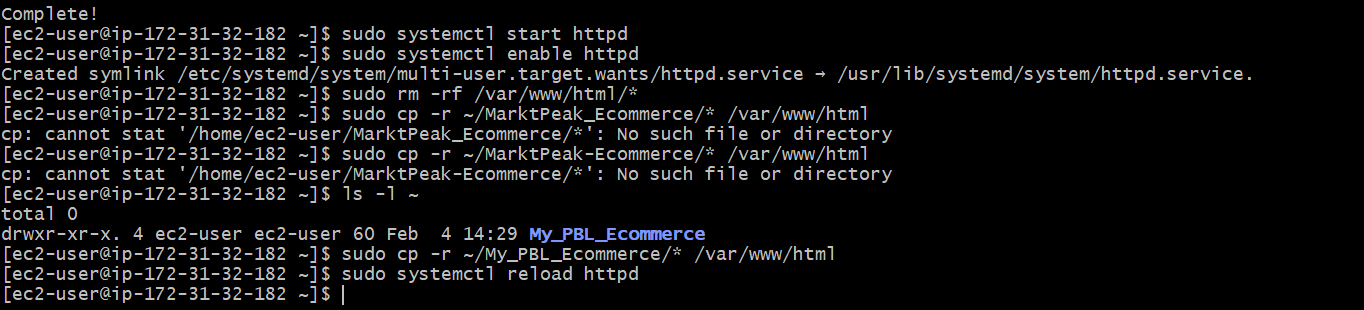 Complete!
[ec2-user@ip-172-31-32-182 ~]$ sudo systemctl start httpd
[ec2-user@ip-172-31-32-182 ~]$ sudo systemctl enable httpd
Created symlink /etc/systemd/system/multi-user.target.wants/httpd.service → /usr/lib/systemd/system/httpd.service.
[ec2-user@ip-172-31-32-182 ~]$ sudo rm -rf /var/www/html/*
[ec2-user@ip-172-31-32-182 ~]$ sudo cp -r ~/MarktPeak_Ecommerce/* /var/www/html
cp: cannot stat '/home/ec2-user/MarktPeak_Ecommerce/*': No such file or directory
[ec2-user@ip-172-31-32-182 ~]$ sudo cp -r ~/MarktPeak-Ecommerce/* /var/www/html
cp: cannot stat '/home/ec2-user/MarktPeak-Ecommerce/*': No such file or directory
[ec2-user@ip-172-31-32-182 ~]$ ls -l ~
total 0
drwxr-xr-x. 4 ec2-user ec2-user 60 Feb  4 14:29 My_PBL_Ecommerce
[ec2-user@ip-172-31-32-182 ~]$ sudo cp -r ~/My_PBL_Ecommerce/* /var/www/html
[ec2-user@ip-172-31-32-182 ~]$ sudo systemctl reload httpd
[ec2-user@ip-172-31-32-182 ~]$